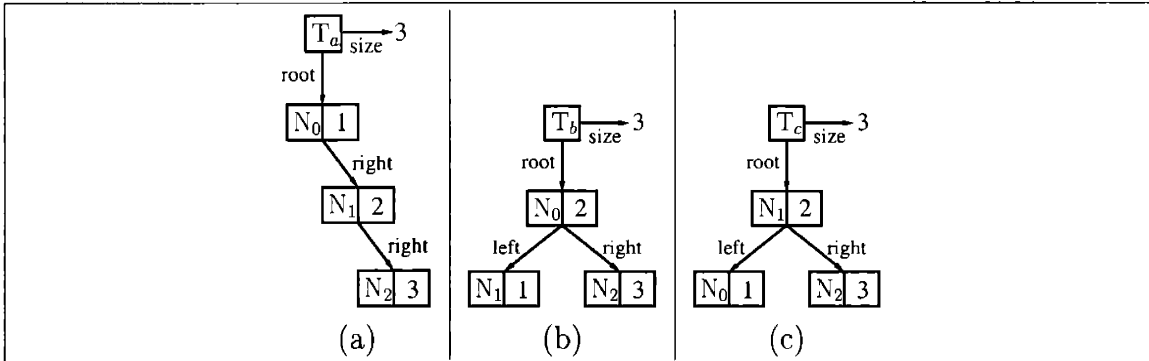 T_a 3
size
root
N_0 1
right
N_1 2
right
N_2 3
(a)
T_b 3
size
root
N_0 2
left right
N_1 1 N_2 3
(b)
T_c 3
size
root
N_1 2
left right
N_0 1 N_2 3
(c)